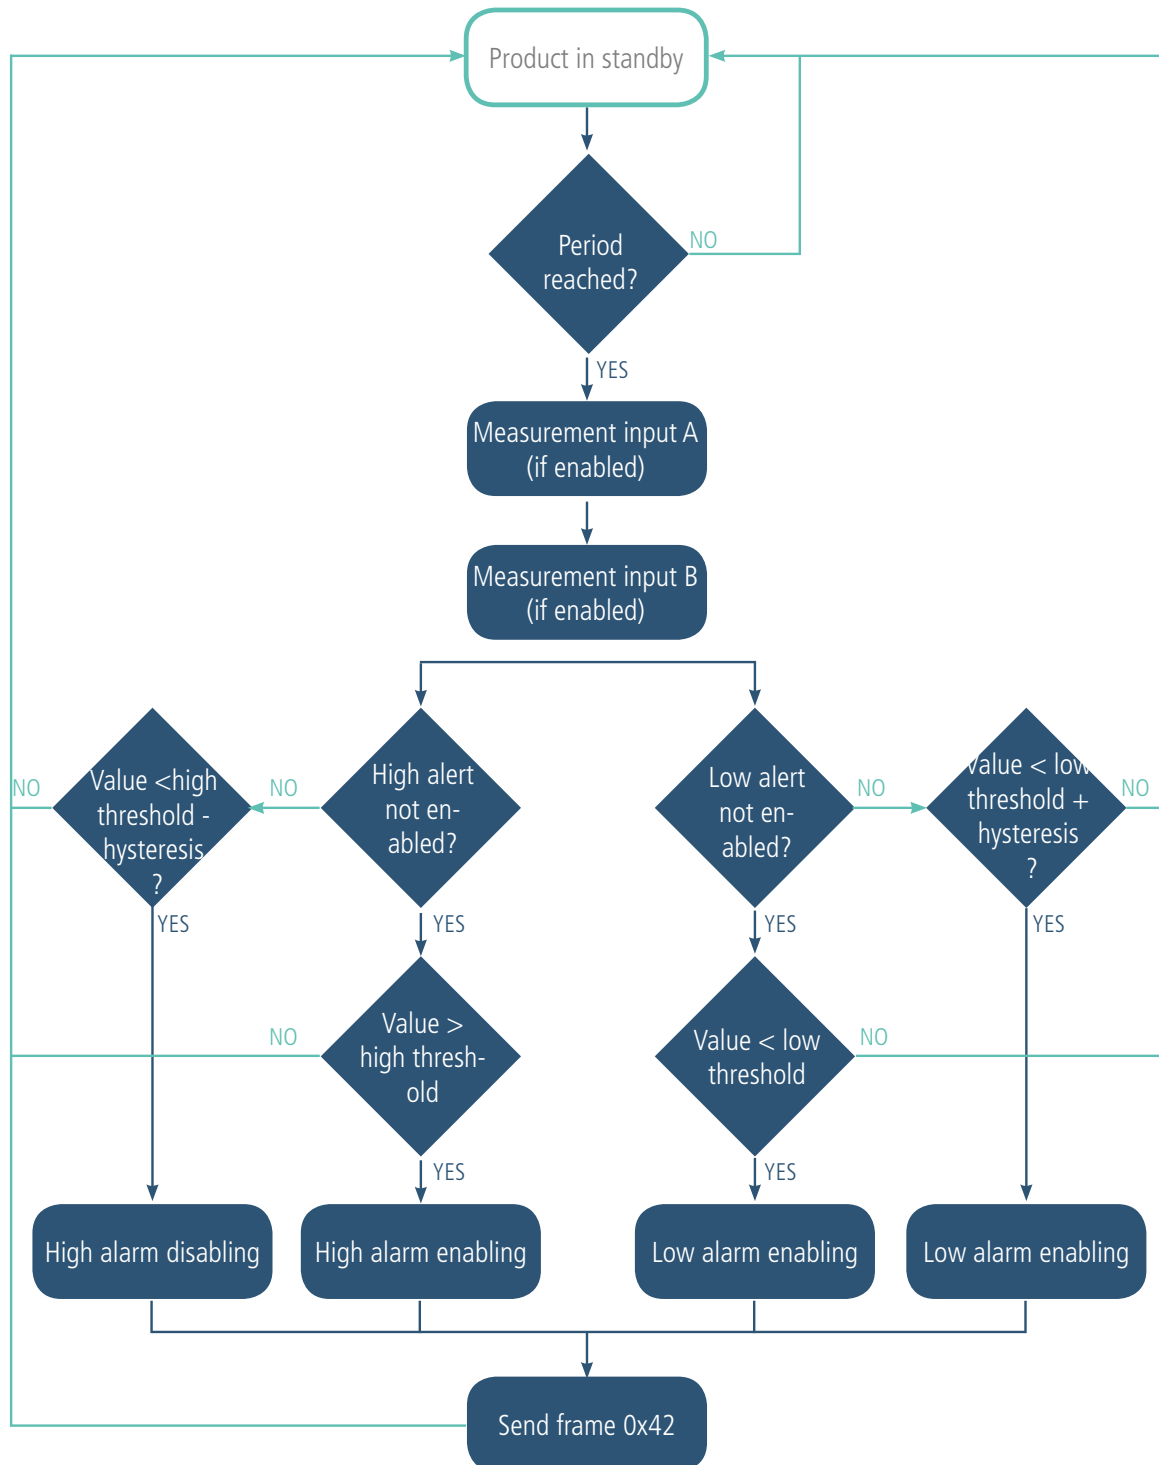 Product in standby
Period
reached?
NO
YES
Measurement input A
(if enabled)
Measurement input B
(if enabled)
NO
Value <high
threshold -
hysteresis
?
NO
High alert
not en-
abled?
Low alert
not en-
abled?
NO
Value < low
threshold +
hysteresis
?
NO
YES
YES
YES
YES
NO
Value >
high thresh-
old
Value < low
threshold
NO
YES
YES
High alarm disabling
High alarm enabling
Low alarm enabling
Low alarm enabling
Send frame 0x42